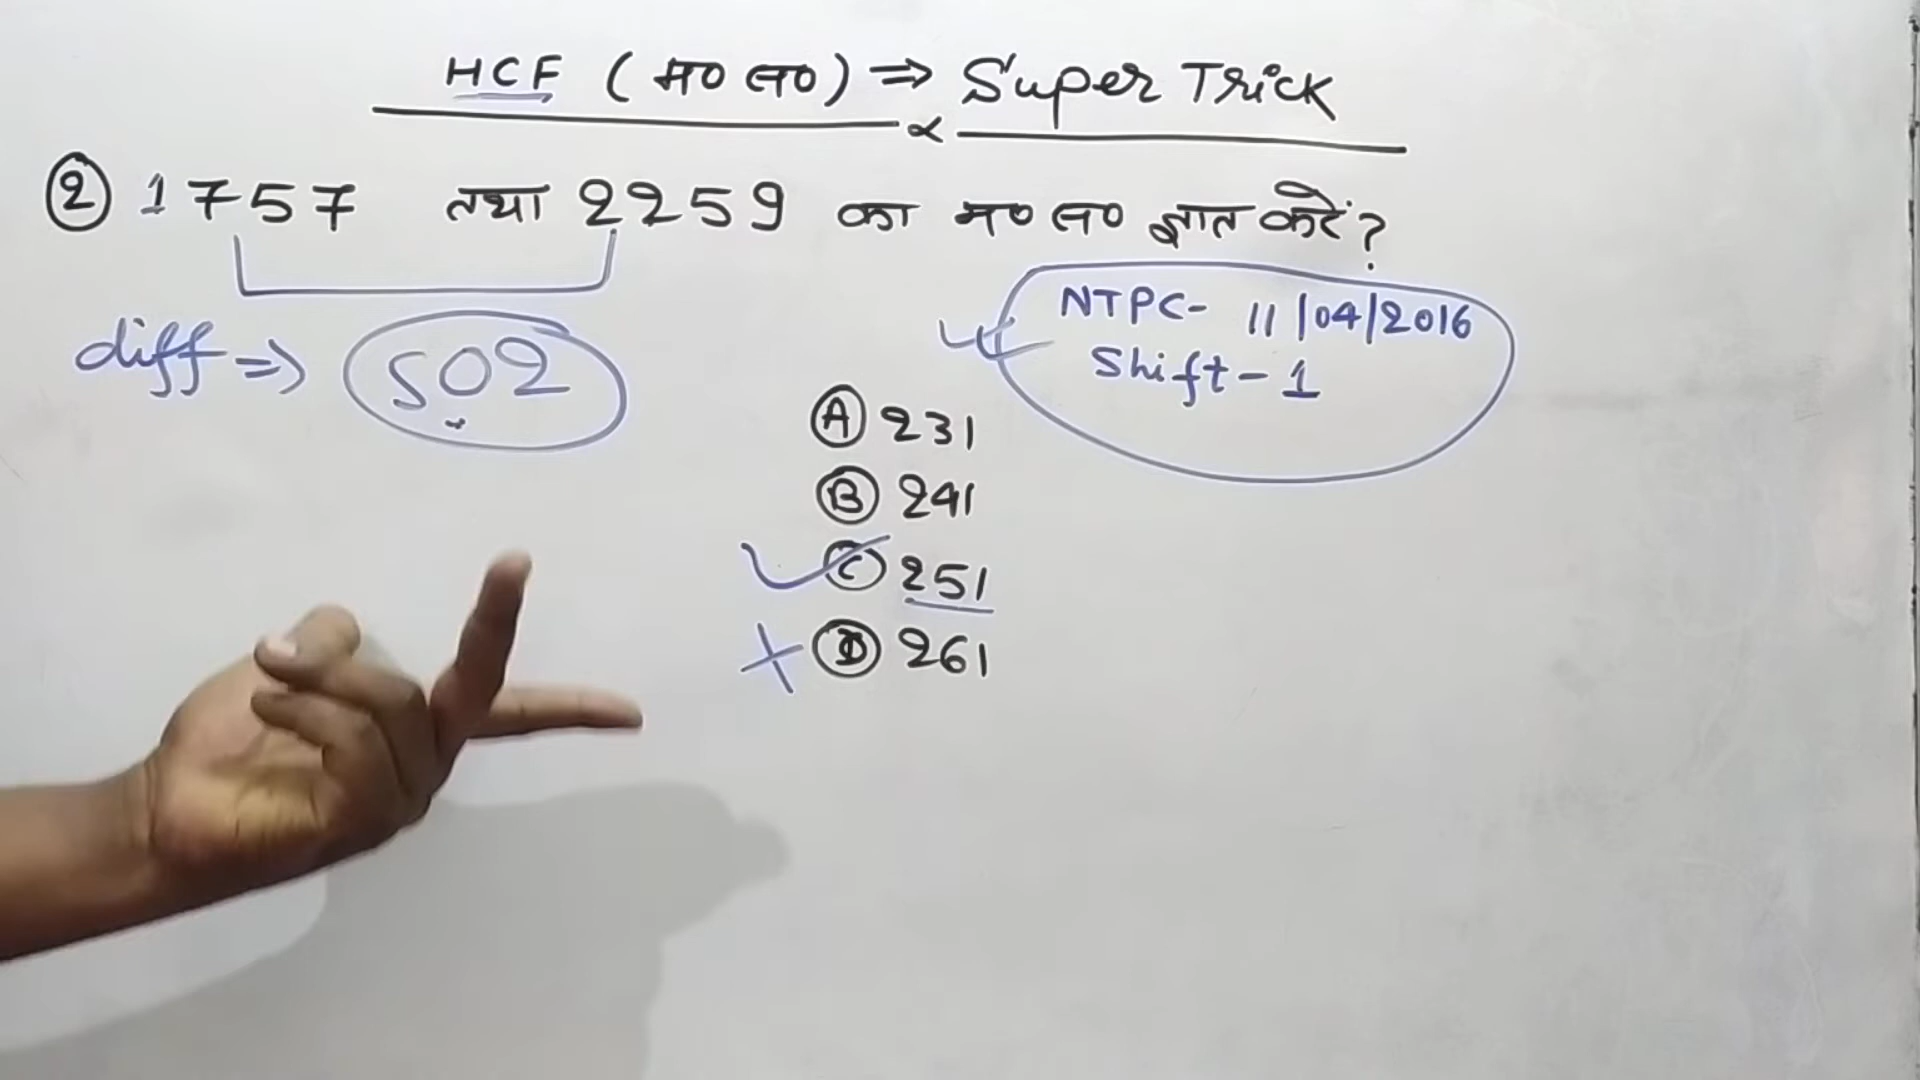 HCF (म० स०) ⇒ Super Trick
② 1757 तथा 2259 का म० स० ज्ञात करें?
diff ⇒ 502
NTPC- 11/04/2016
Shift-1
Ⓐ 231
Ⓑ 241
Ⓒ 251
Ⓓ 261